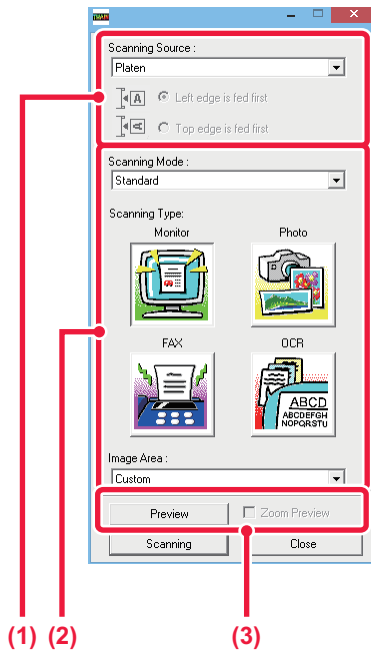 Scanning Source :
Platen
A
Left edge is fed first
A
Top edge is fed first
Scanning Mode :
Standard
Scanning Type:
Monitor Photo
FAX OCR
ABCD
ABCDEFGH
NOPQRSTU
Image Area :
Custom
Preview Zoom Preview
Scanning Close
(1) (2) (3)